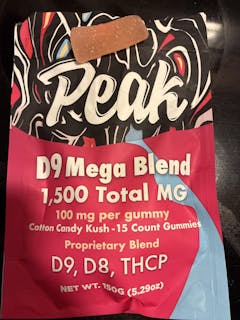 Peak
D9 Mega Blend
1,500 Total MG
100 mg per gummy
Cotton Candy Kush - 15 Count Gummies
Proprietary Blend
D9, D8, THCP
NET WT. 150G (5.29oz)